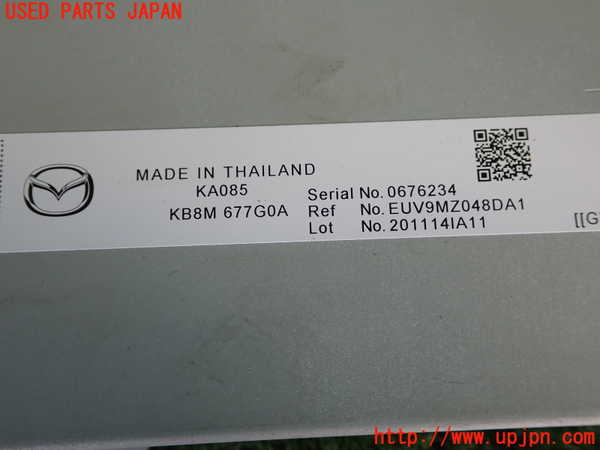 USED PARTS JAPAN
MADE IN THAILAND
KA085
Serial No. 0676234
KB8M 677G0A
Ref No. EUV9MZ048DA1
Lot No. 201114IA11
[[G
http://www.upjpn.com/